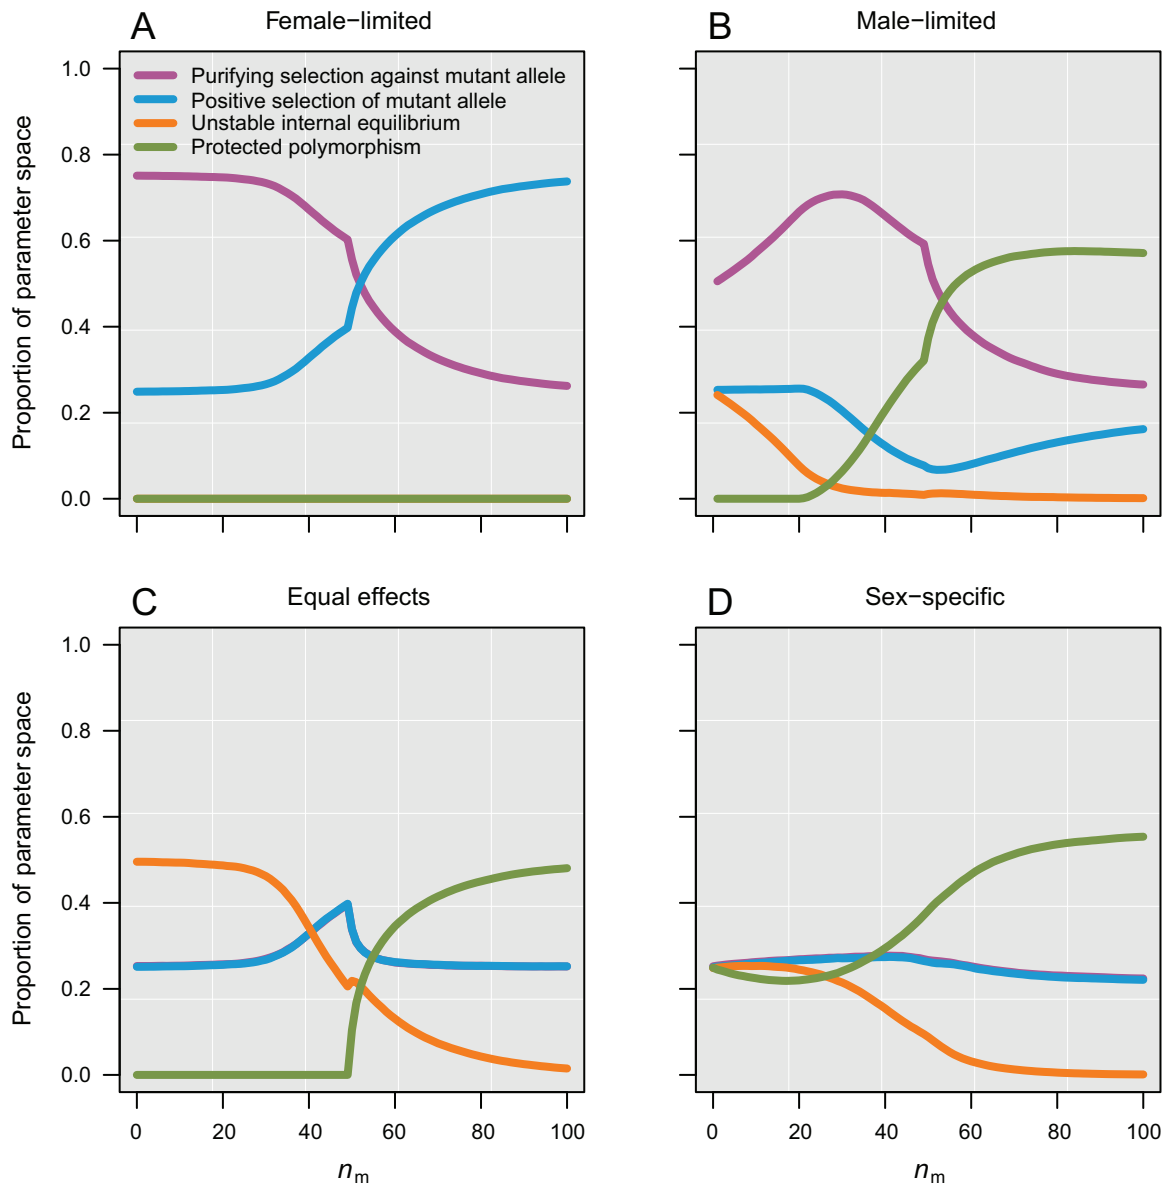 A Female−limited
Purifying selection against mutant allele
Positive selection of mutant allele
Unstable internal equilibrium
Protected polymorphism
Proportion of parameter space
1.0
0.8
0.6
0.4
0.2
0.0
B Male−limited
C Equal effects
Proportion of parameter space
1.0
0.8
0.6
0.4
0.2
0.0
0 20 40 60 80 100
nm
D Sex−specific
0 20 40 60 80 100
nm